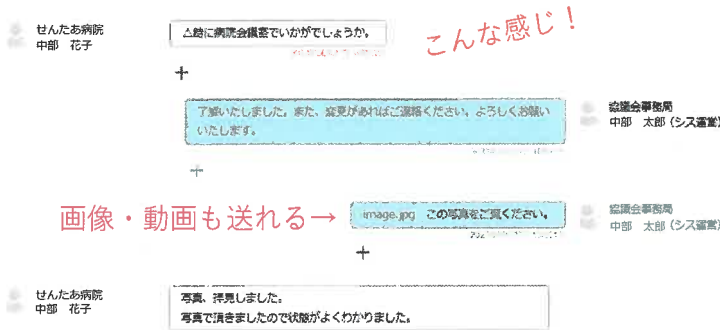 せんたあ病院
中部 花子
△時に病院会議室でいかがでしょうか。
こんな感じ!
+
了解いたしました。また、変更があればご連絡ください。よろしくお願い
いたします。
協議会事務局
中部 太郎(シス運営)
+
画像・動画も送れる→
image.jpg この写真をご覧ください。
協議会事務局
中部 太郎(シス運営)
+
せんたあ病院
中部 花子
写真、拝見しました。
写真で頂きましたので状態がよくわかりました。